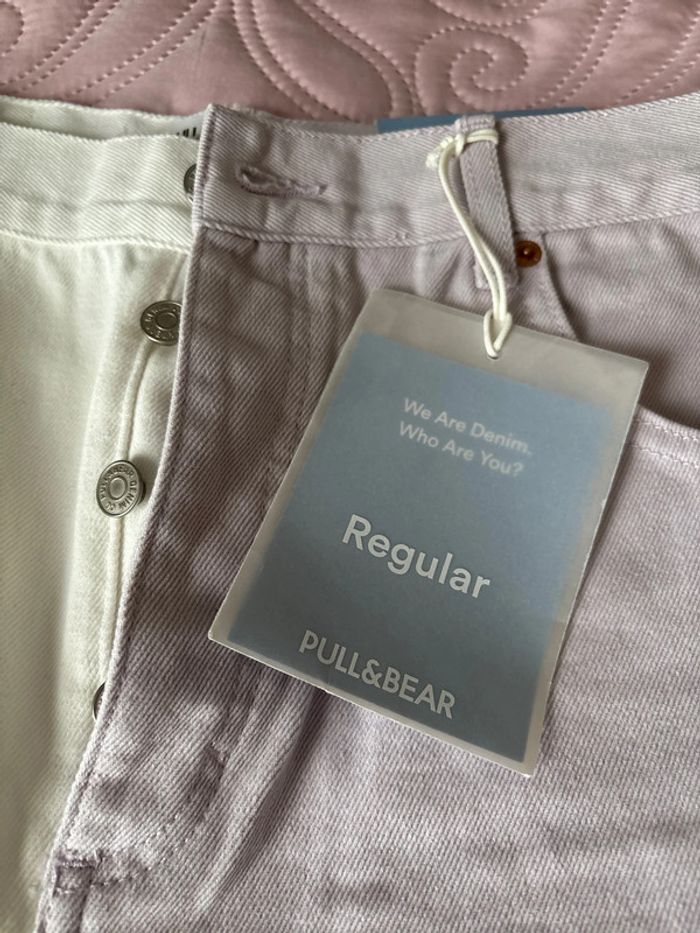 We Are Denim.
Who Are You?
Regular
PULL&BEAR